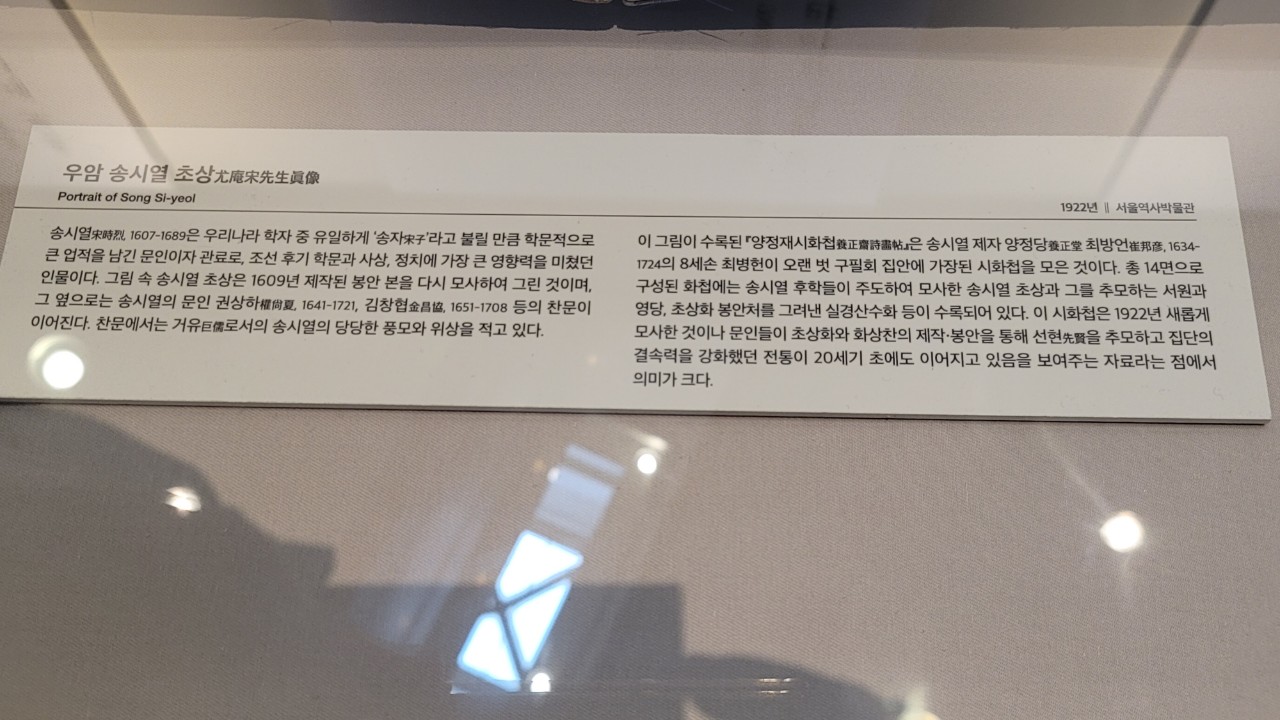 우암 송시열 초상尤庵宋先生眞像
Portrait of Song Si-yeol
1922년 ‖ 서울역사박물관
송시열宋時烈, 1607-1689은 우리나라 학자 중 유일하게 '송자宋子'라고 불릴 만큼 학문적으로
큰 업적을 남긴 문인이자 관료로, 조선 후기 학문과 사상, 정치에 가장 큰 영향력을 미쳤던
인물이다. 그림 속 송시열 초상은 1609년 제작된 봉안 본을 다시 모사하여 그린 것이며,
그 옆으로는 송시열의 문인 권상하權尙夏, 1641-1721, 김창협金昌協, 1651-1708 등의 찬문이
이어진다. 찬문에서는 거유巨儒로서의 송시열의 당당한 풍모와 위상을 적고 있다.
이 그림이 수록된 『양정재시화첩養正齋詩畵帖』은 송시열 제자 양정당養正堂 최방언崔邦彦, 1634-
1724의 8세손 최병헌이 오랜 벗 구필회 집안에 가장된 시화첩을 모은 것이다. 총 14면으로
구성된 화첩에는 송시열 후학들이 주도하여 모사한 송시열 초상과 그를 추모하는 서원과
영당, 초상화 봉안처를 그려낸 실경산수화 등이 수록되어 있다. 이 시화첩은 1922년 새롭게
모사한 것이나 문인들이 초상화와 화상찬의 제작·봉안을 통해 선현先賢을 추모하고 집단의
결속력을 강화했던 전통이 20세기 초에도 이어지고 있음을 보여주는 자료라는 점에서
의미가 크다.